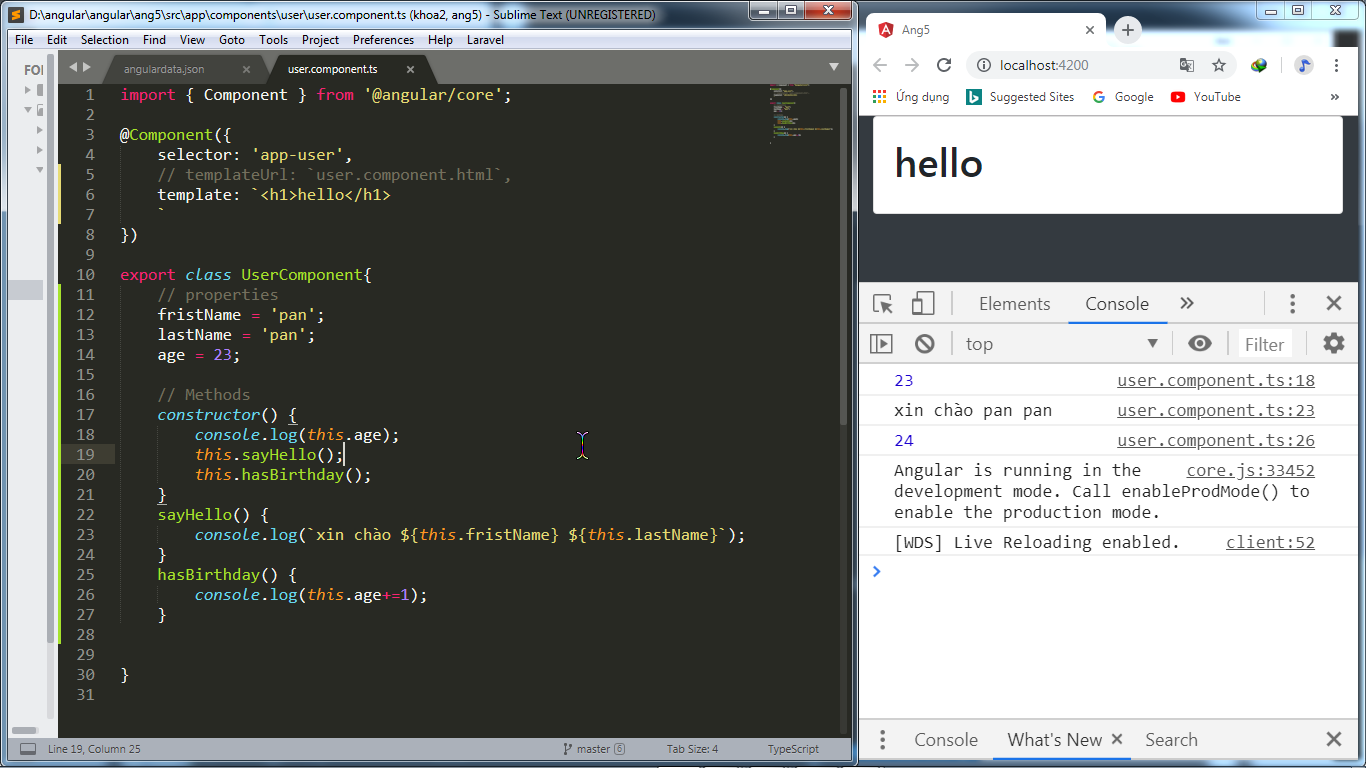 D:\angular\angular\ang5\src\app\components\user\user.component.ts (khoa2, ang5) - Sublime Text (UNREGISTERED)
File Edit Selection Find View Goto Tools Project Preferences Help Laravel
FOI
angulardata.json × user.component.ts ×
1 import { Component } from '@angular/core';
2
3 @Component({
4 selector: 'app-user',
5 // templateUrl: `user.component.html`,
6 template: `<h1>hello</h1>
7 `
8 })
9
10 export class UserComponent{
11 // properties
12 fristName = 'pan';
13 lastName = 'pan';
14 age = 23;
15
16 // Methods
17 constructor() {
18 console.log(this.age);
19 this.sayHello();
20 this.hasBirthday();
21 }
22 sayHello() {
23 console.log(`xin chào ${this.fristName} ${this.lastName}`);
24 }
25 hasBirthday() {
26 console.log(this.age+=1);
27 }
28
29
30 }
31
Line 19, Column 25 master 6 Tab Size: 4 TypeScript
Ang5
localhost:4200
Ứng dụng Suggested Sites Google YouTube »
hello
Elements Console »
top Filter
23 user.component.ts:18
xin chào pan pan user.component.ts:23
24 user.component.ts:26
Angular is running in the core.js:33452
development mode. Call enableProdMode() to
enable the production mode.
[WDS] Live Reloading enabled. client:52
Console What's New × Search